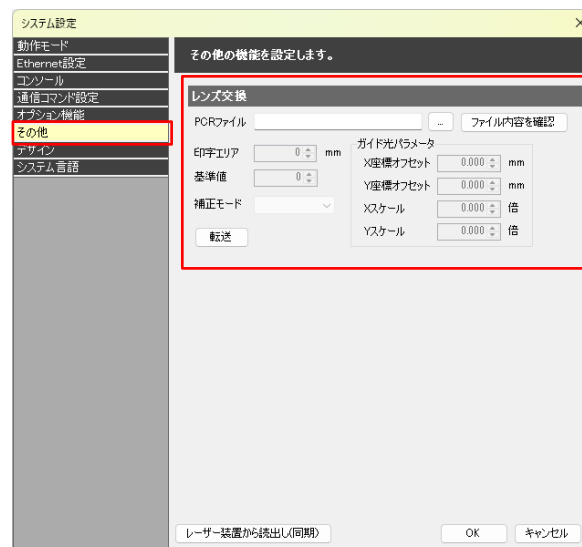 システム設定
動作モード
Ethernet設定
コンソール
通信コマンド設定
オプション機能
その他
デザイン
システム言語
その他の機能を設定します。
レンズ交換
PCRファイル ... ファイル内容を確認
印字エリア 0 mm
基準値 0
補正モード
転送
ガイド光パラメータ
X座標オフセット 0.000 mm
Y座標オフセット 0.000 mm
Xスケール 0.000 倍
Yスケール 0.000 倍
レーザー装置から読出し(同期) OK キャンセル